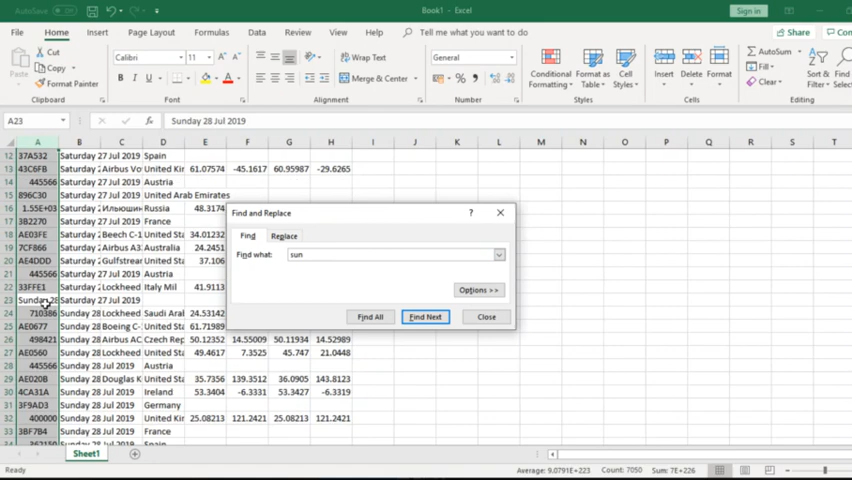 AutoSave Off Book1 - Excel Sign in
File Home Insert Draw Page Layout Formulas Data Review View Help Tell me what you want to do Share
Cut
Copy
Paste Format Painter
Calibri 11 Wrap Text General
Merge & Center
Conditional Formatting Format as Table Cell Styles Insert Delete Format
AutoSum
Fill
Clear
Sort & Filter
Clipboard Font Alignment Number Styles Cells Editing
A23 Sunday 28 Jul 2019
A B C D E F G H I J K L M N O P Q R S T
12 37A532 Saturday 27 Jul 2019 Spain
13 43C6FB Saturday 2 Airbus Vo United Kin 61.07574 -45.1617 60.95987 -29.6265
14 445566 Saturday 27 Jul 2019 Austria
15 896C30 Saturday 27 Jul 2019 United Arab Emirates
16 1.55E+03 Saturday 2 Ильюшин Russia 48.3174
17 3B2270 Saturday 27 Jul 2019 France
18 AE03FE Saturday 2 Beech C-1 United Sta 34.01232
19 7CF866 Saturday 2 Airbus A3 Australia 24.2451
20 AE4DDD Saturday 2 Gulfstrear United Sta 37.106
21 445566 Saturday 27 Jul 2019 Austria
22 33FFE1 Saturday 2 Lockheed Italy Mil 41.9113
23 Sunday 28 Saturday 27 Jul 2019
24 710386 Sunday 28 Lockheed Saudi Arab 24.53142
25 AE0677 Sunday 28 Boeing C- United Sta 61.71989
26 498421 Sunday 28 Airbus AC Czech Rep 50.12352 14.55009 50.11934 14.52989
27 AE0560 Sunday 28 Lockheed United Sta 49.4617 7.3525 45.747 21.0448
28 445566 Sunday 28 Jul 2019 Austria
29 AE020B Sunday 28 Douglas K United Sta 35.7356 139.3512 36.0905 143.8123
30 4CA31A Sunday 28 Jul 2019 Ireland 53.3404 -6.3331 53.3427 -6.3319
31 3F9AD3 Sunday 28 Jul 2019 Germany
32 400000 Sunday 28 Jul 2019 United Kin 25.08213 121.2421 25.08213 121.2421
33 3BF7B4 Sunday 28 Jul 2019 France
362150 Sunday 28 Jul 2019 Spain
Find and Replace
Find Replace
Find what: sun
Options >>
Find All Find Next Close
Sheet1
Ready Average: 9.0791E+223 Count: 7050 Sum: 7E+226